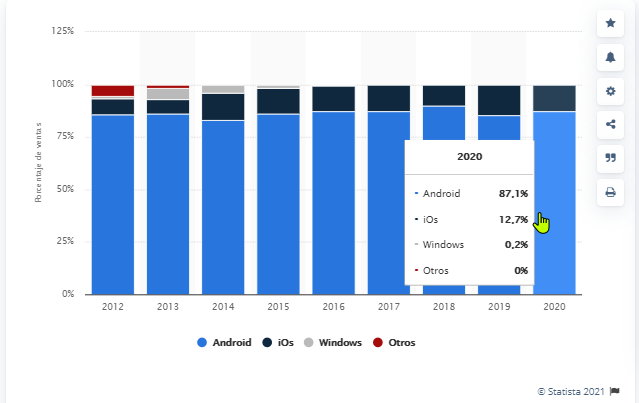 125%
100%
75%
50%
25%
0%
Porcentaje de ventas
2020
Android 87,1%
iOs 12,7%
Windows 0,2%
Otros 0%
2012 2013 2014 2015 2016 2017 2018 2019 2020
Android iOs Windows Otros
© Statista 2021